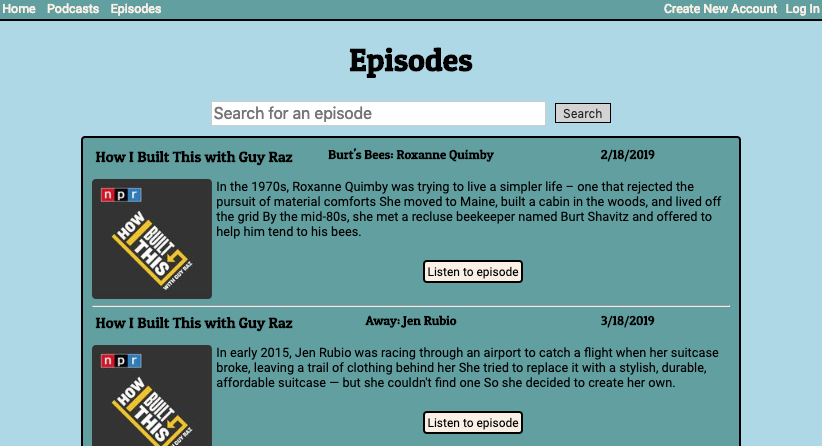 Home Podcasts Episodes Create New Account Log In
Episodes
Search for an episode Search
How I Built This with Guy Raz Burt's Bees: Roxanne Quimby 2/18/2019
npr
HOW
I BUILT
THIS
WITH GUY RAZ
In the 1970s, Roxanne Quimby was trying to live a simpler life – one that rejected the
pursuit of material comforts She moved to Maine, built a cabin in the woods, and lived off
the grid By the mid-80s, she met a recluse beekeeper named Burt Shavitz and offered to
help him tend to his bees.
Listen to episode
How I Built This with Guy Raz Away: Jen Rubio 3/18/2019
npr
HOW
I BUILT
THIS
WITH GUY RAZ
In early 2015, Jen Rubio was racing through an airport to catch a flight when her suitcase
broke, leaving a trail of clothing behind her She tried to replace it with a stylish, durable,
affordable suitcase — but she couldn't find one So she decided to create her own.
Listen to episode